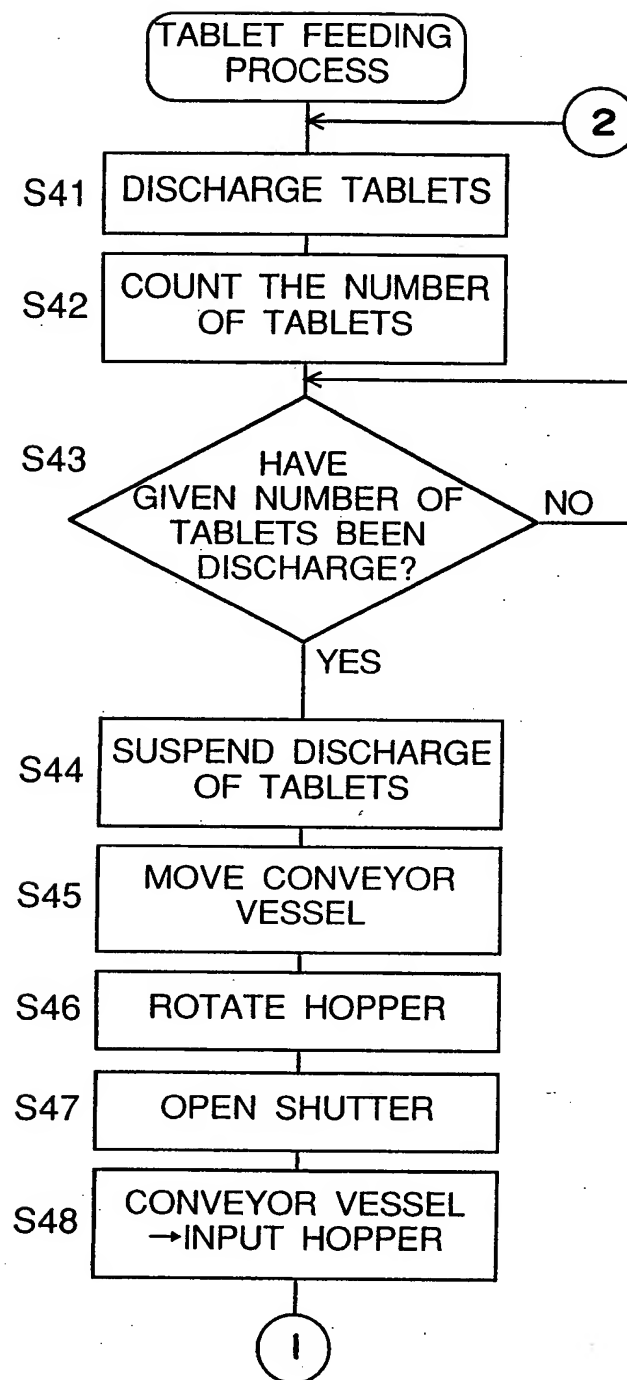 TABLET FEEDING
PROCESS
2
S41
DISCHARGE TABLETS
S42
COUNT THE NUMBER
OF TABLETS
S43
HAVE
GIVEN NUMBER OF
TABLETS BEEN
DISCHARGE?
NO
YES
S44
SUSPEND DISCHARGE
OF TABLETS
S45
MOVE CONVEYOR
VESSEL
S46
ROTATE HOPPER
S47
OPEN SHUTTER
S48
CONVEYOR VESSEL
→INPUT HOPPER
1